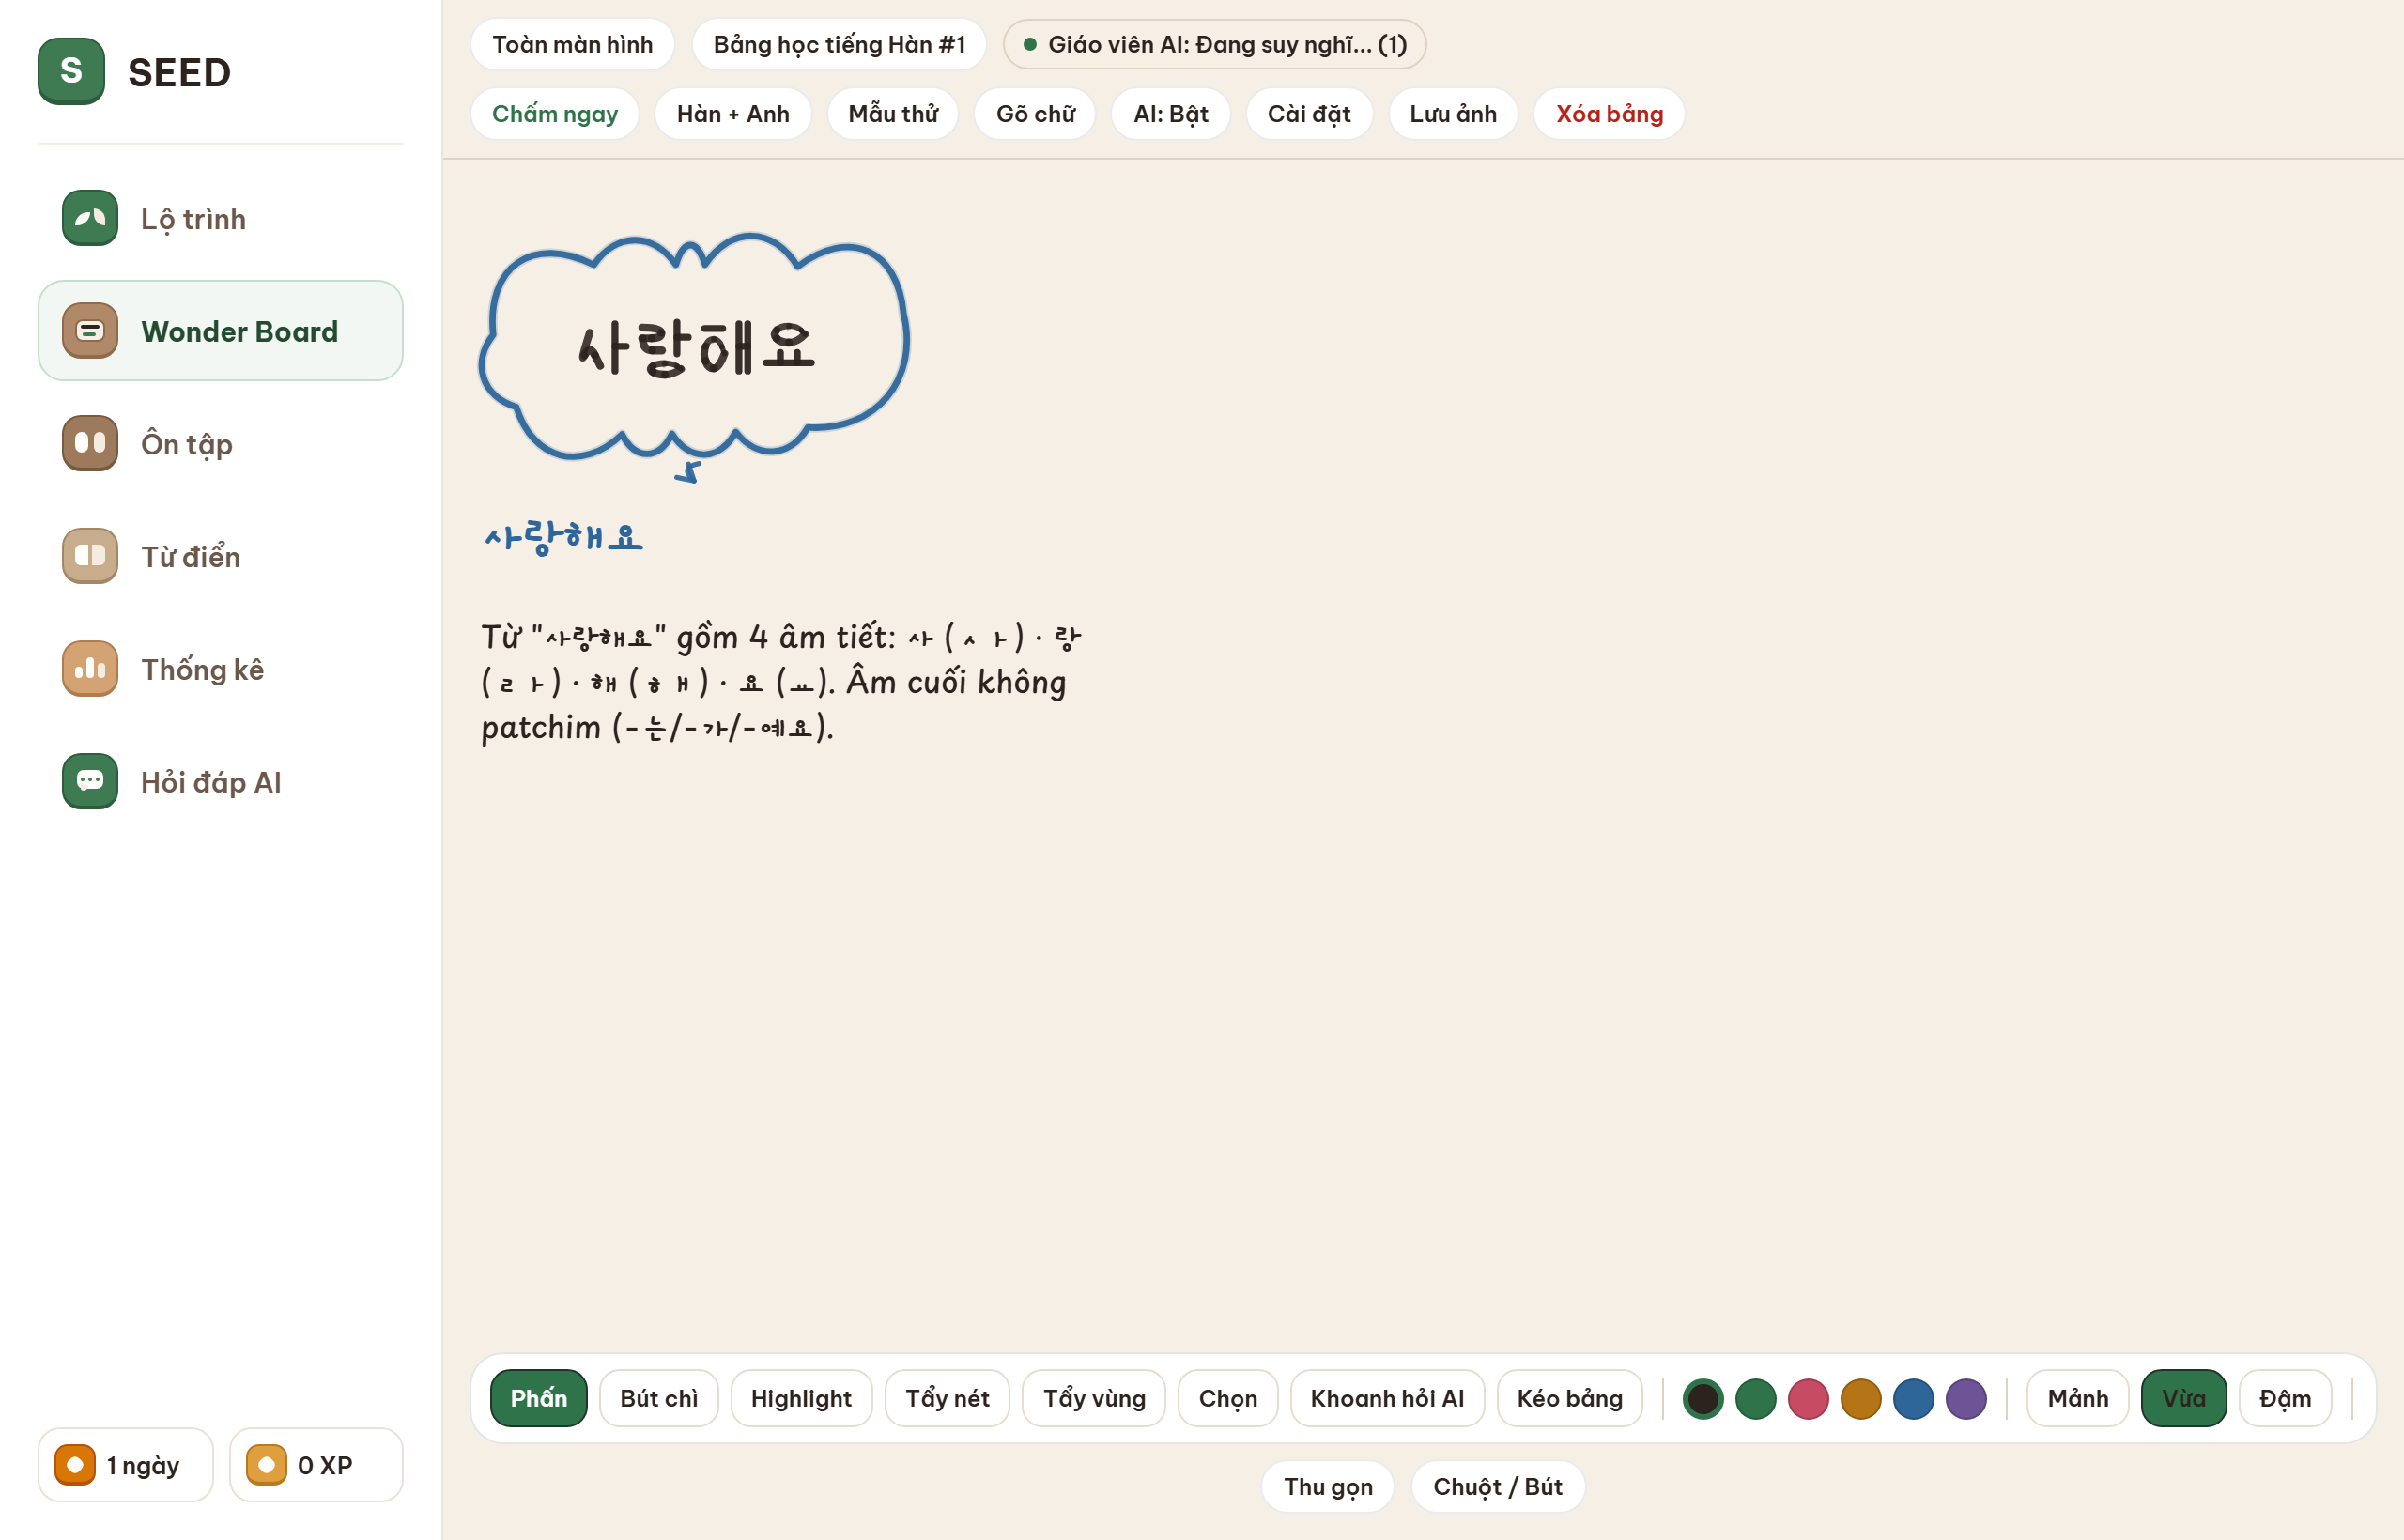 S SEED
Lộ trình
Wonder Board
Ôn tập
Từ điển
Thống kê
Hỏi đáp AI
1 ngày
0 XP
Toàn màn hình
Bảng học tiếng Hàn #1
Giáo viên AI: Đang suy nghĩ... (1)
Chấm ngay
Hàn + Anh
Mẫu thử
Gõ chữ
AI: Bật
Cài đặt
Lưu ảnh
Xóa bảng
사랑해요
사랑해요
Từ "사랑해요" gồm 4 âm tiết: 사 (ㅅㅏ) · 랑
(ㄹㅏ) · 해 (ㅎㅐ) · 요 (ㅛ). Âm cuối không
patchim (-는/-가/-예요).
Phấn
Bút chì
Highlight
Tẩy nét
Tẩy vùng
Chọn
Khoanh hỏi AI
Kéo bảng
Mảnh
Vừa
Đậm
Thu gọn
Chuột / Bút